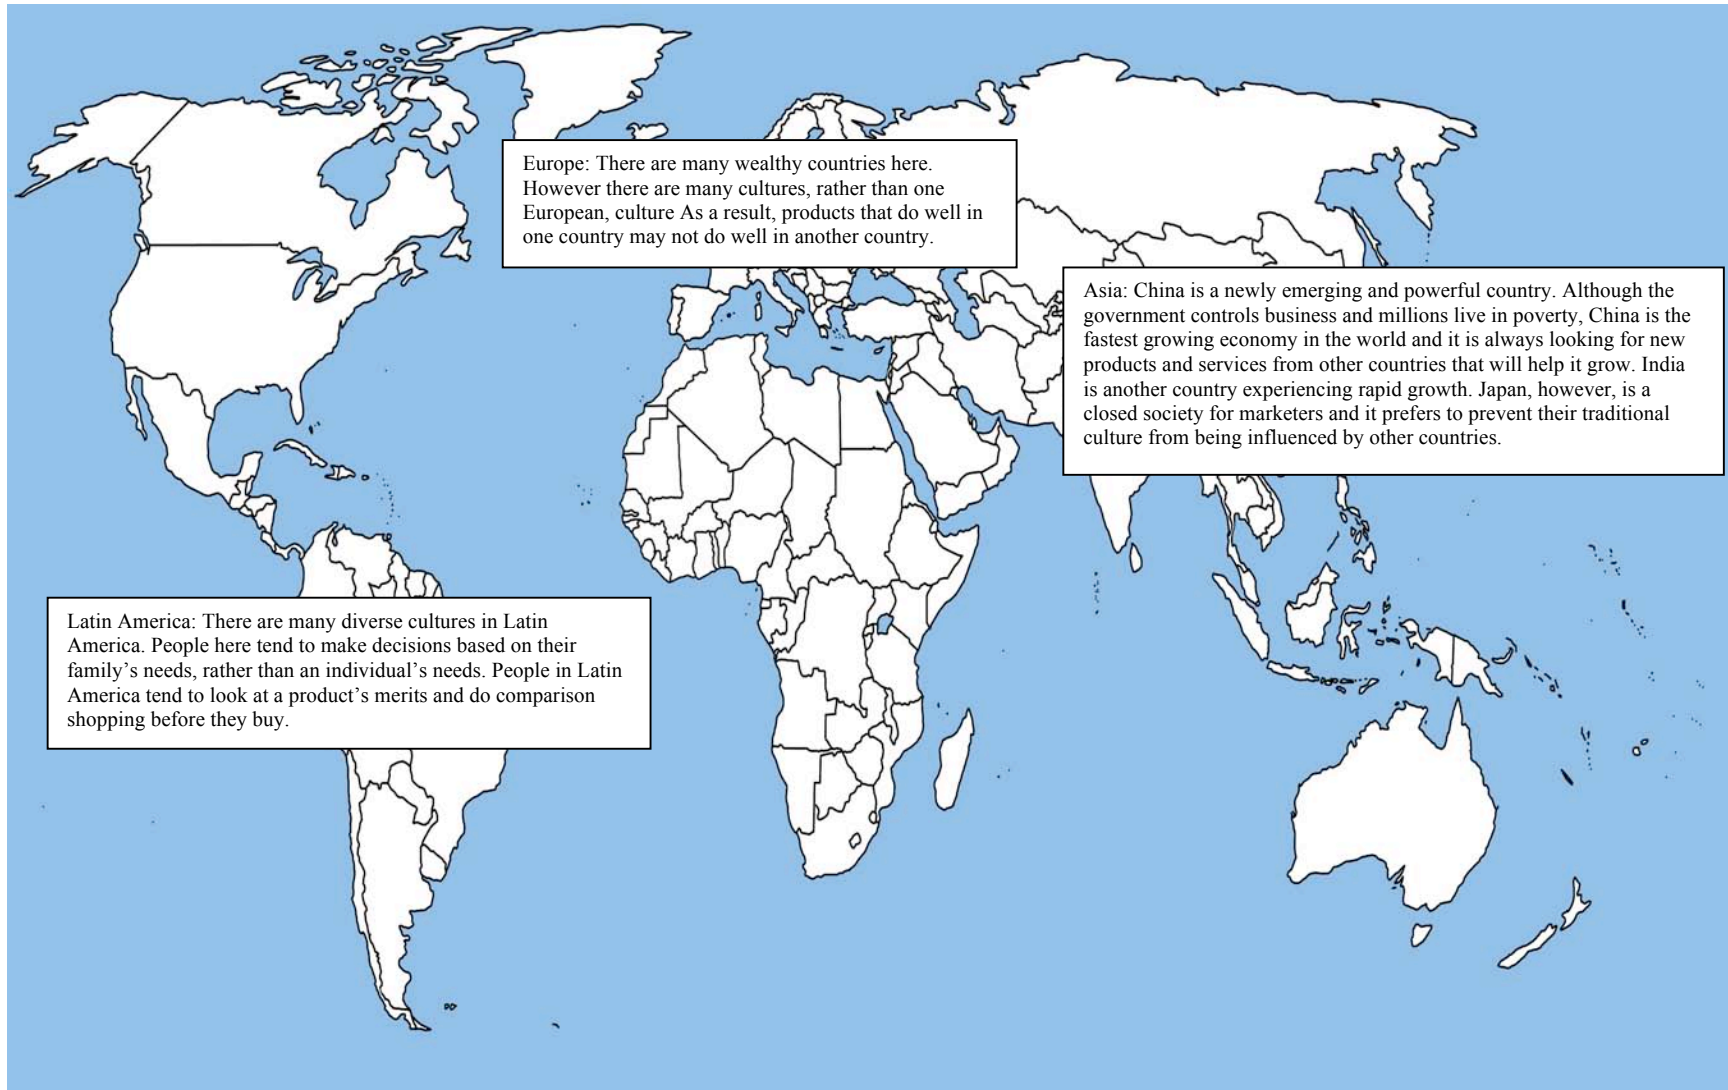 Europe: There are many wealthy countries here.
However there are many cultures, rather than one
European, culture As a result, products that do well in
one country may not do well in another country.
Asia: China is a newly emerging and powerful country. Although the
government controls business and millions live in poverty, China is the
fastest growing economy in the world and it is always looking for new
products and services from other countries that will help it grow. India
is another country experiencing rapid growth. Japan, however, is a
closed society for marketers and it prefers to prevent their traditional
culture from being influenced by other countries.
Latin America: There are many diverse cultures in Latin
America. People here tend to make decisions based on their
family’s needs, rather than an individual’s needs. People in Latin
America tend to look at a product’s merits and do comparison
shopping before they buy.